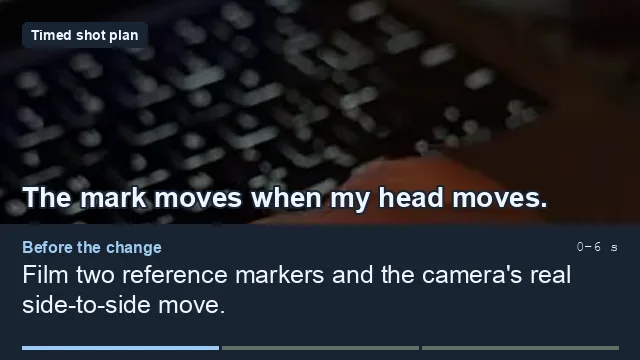 Timed shot plan
The mark moves when my head moves.
Before the change
0–6 s
Film two reference markers and the camera's real
side-to-side move.